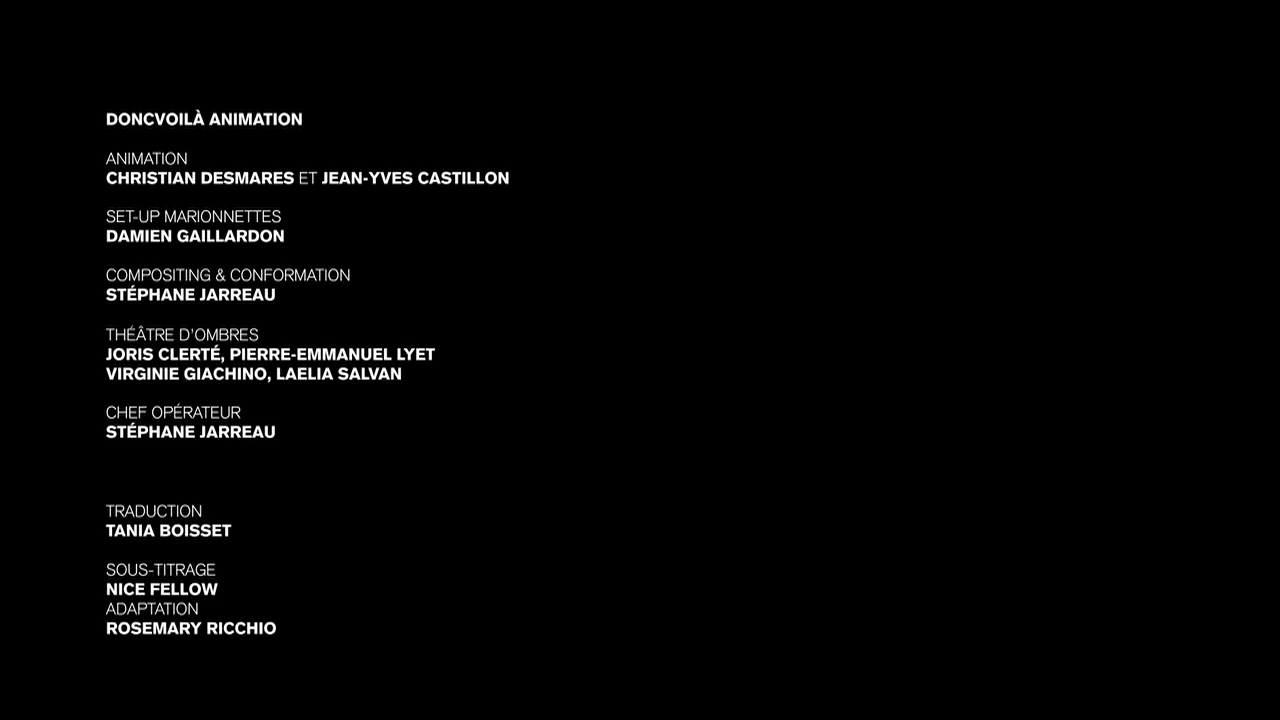 DONCVOILÀ ANIMATION
ANIMATION
CHRISTIAN DESMARES ET JEAN-YVES CASTILLON
SET-UP MARIONNETTES
DAMIEN GAILLARDON
COMPOSITING & CONFORMATION
STÉPHANE JARREAU
THÉÂTRE D'OMBRES
JORIS CLERTÉ, PIERRE-EMMANUEL LYET
VIRGINIE GIACHINO, LAELIA SALVAN
CHEF OPÉRATEUR
STÉPHANE JARREAU
TRADUCTION
TANIA BOISSET
SOUS-TITRAGE
NICE FELLOW
ADAPTATION
ROSEMARY RICCHIO